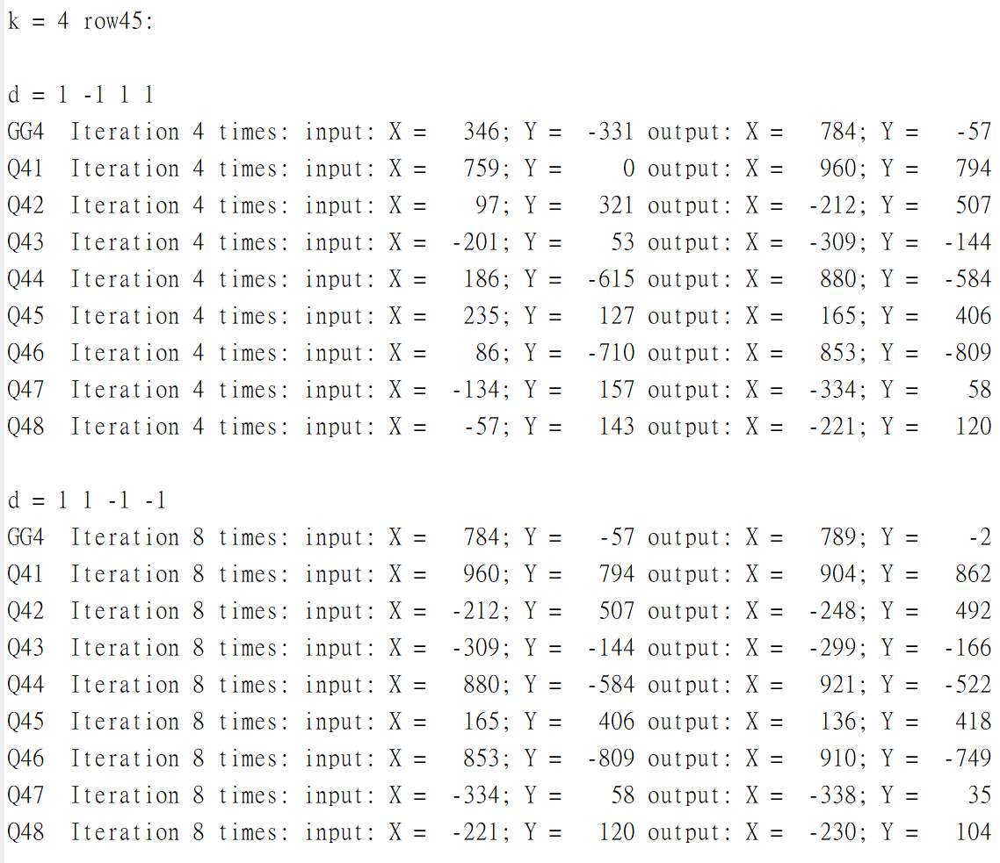 k = 4 row45:
d = 1 -1 1 1
GG4 Iteration 4 times: input: X = 346; Y = -331 output: X = 784; Y = -57
Q41 Iteration 4 times: input: X = 759; Y = 0 output: X = 960; Y = 794
Q42 Iteration 4 times: input: X = 97; Y = 321 output: X = -212; Y = 507
Q43 Iteration 4 times: input: X = -201; Y = 53 output: X = -309; Y = -144
Q44 Iteration 4 times: input: X = 186; Y = -615 output: X = 880; Y = -584
Q45 Iteration 4 times: input: X = 235; Y = 127 output: X = 165; Y = 406
Q46 Iteration 4 times: input: X = 86; Y = -710 output: X = 853; Y = -809
Q47 Iteration 4 times: input: X = -134; Y = 157 output: X = -334; Y = 58
Q48 Iteration 4 times: input: X = -57; Y = 143 output: X = -221; Y = 120
d = 1 1 -1 -1
GG4 Iteration 8 times: input: X = 784; Y = -57 output: X = 789; Y = -2
Q41 Iteration 8 times: input: X = 960; Y = 794 output: X = 904; Y = 862
Q42 Iteration 8 times: input: X = -212; Y = 507 output: X = -248; Y = 492
Q43 Iteration 8 times: input: X = -309; Y = -144 output: X = -299; Y = -166
Q44 Iteration 8 times: input: X = 880; Y = -584 output: X = 921; Y = -522
Q45 Iteration 8 times: input: X = 165; Y = 406 output: X = 136; Y = 418
Q46 Iteration 8 times: input: X = 853; Y = -809 output: X = 910; Y = -749
Q47 Iteration 8 times: input: X = -334; Y = 58 output: X = -338; Y = 35
Q48 Iteration 8 times: input: X = -221; Y = 120 output: X = -230; Y = 104